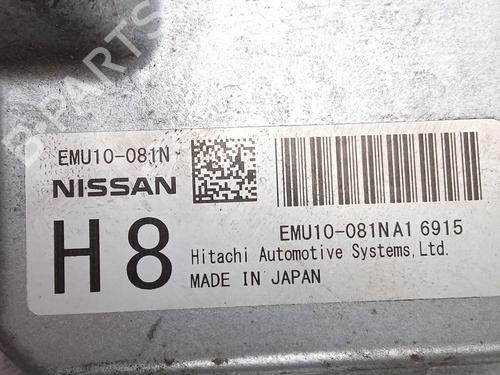 EMU10-081N
NISSAN
H8
EMU10-081NA1 6915
Hitachi Automotive Systems,Ltd.
MADE IN JAPAN